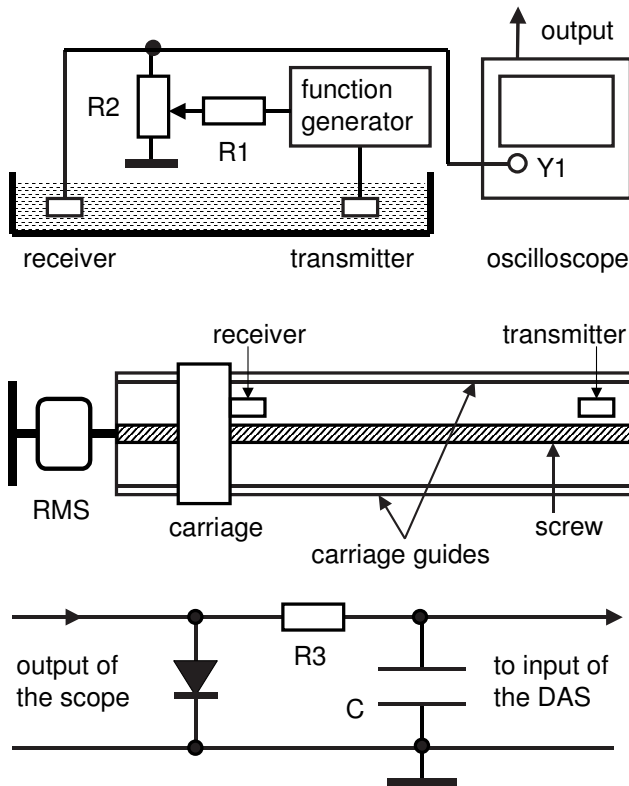 output
function
generator
R2
R1
Y1
receiver
transmitter
oscilloscope
receiver
transmitter
RMS
carriage
screw
carriage guides
output of
the scope
R3
C
to input of
the DAS